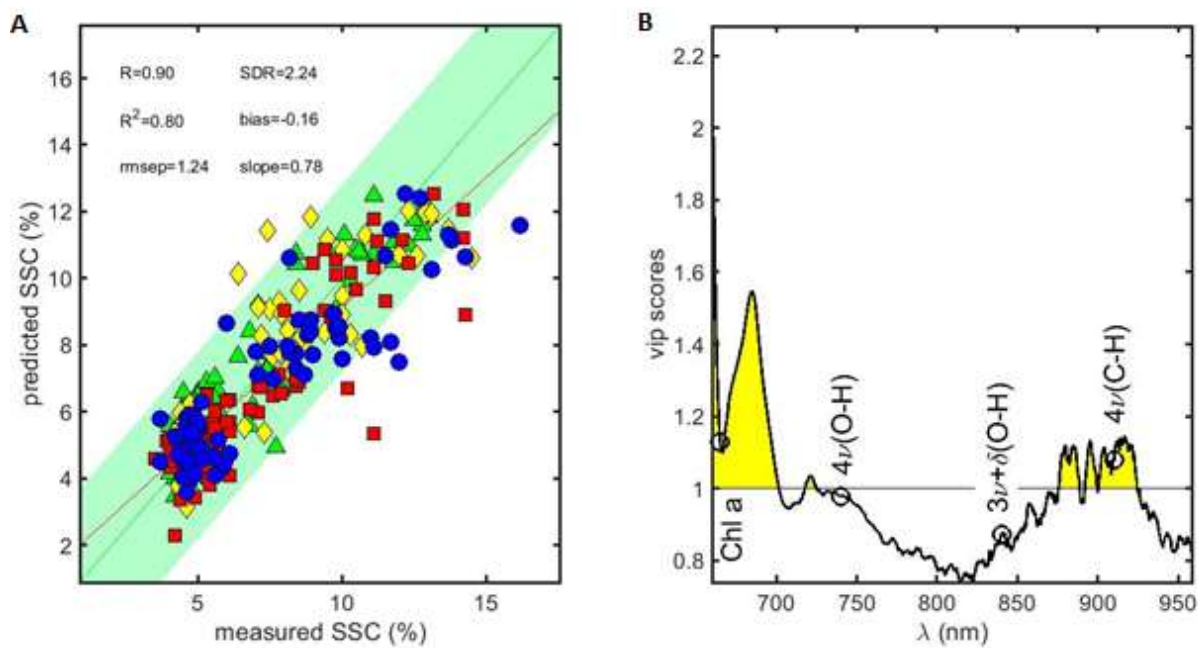 A
R=0.90 SDR=2.24
R²=0.80 bias=-0.16
rmsep=1.24 slope=0.78
predicted SSC (%)
16
14
12
10
8
6
4
2
5 10 15
measured SSC (%)
B
vip scores
2.2
2
1.8
1.6
1.4
1.2
1
0.8
Chl a
4ν(O-H)
3ν+δ(O-H)
4ν(C-H)
700 750 800 850 900 950
λ (nm)